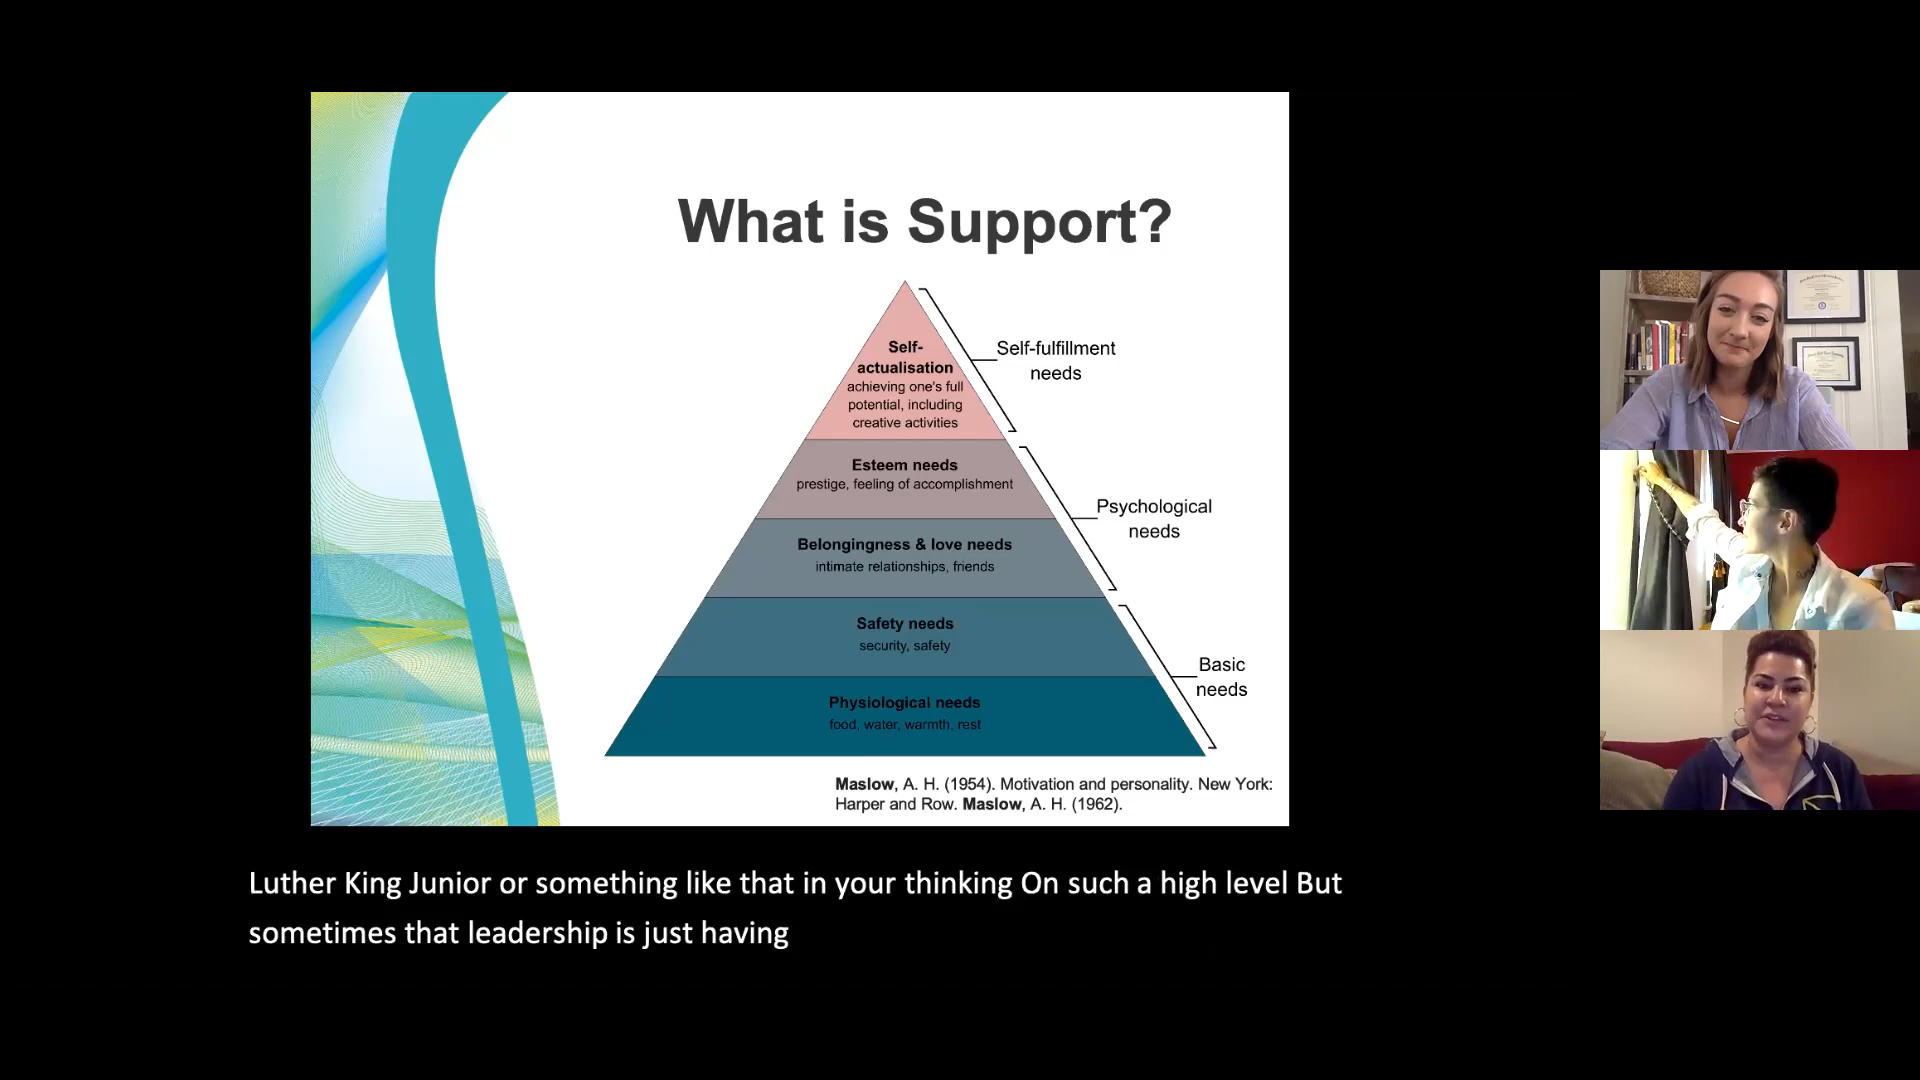 What is Support?
Self-
actualisation
achieving one's full
potential, including
creative activities
Self-fulfillment
needs
Esteem needs
prestige, feeling of accomplishment
Psychological
needs
Belongingness & love needs
intimate relationships, friends
Safety needs
security, safety
Basic
needs
Physiological needs
food, water, warmth, rest
Maslow, A. H. (1954). Motivation and personality. New York:
Harper and Row. Maslow, A. H. (1962).
Luther King Junior or something like that in your thinking On such a high level But
sometimes that leadership is just having